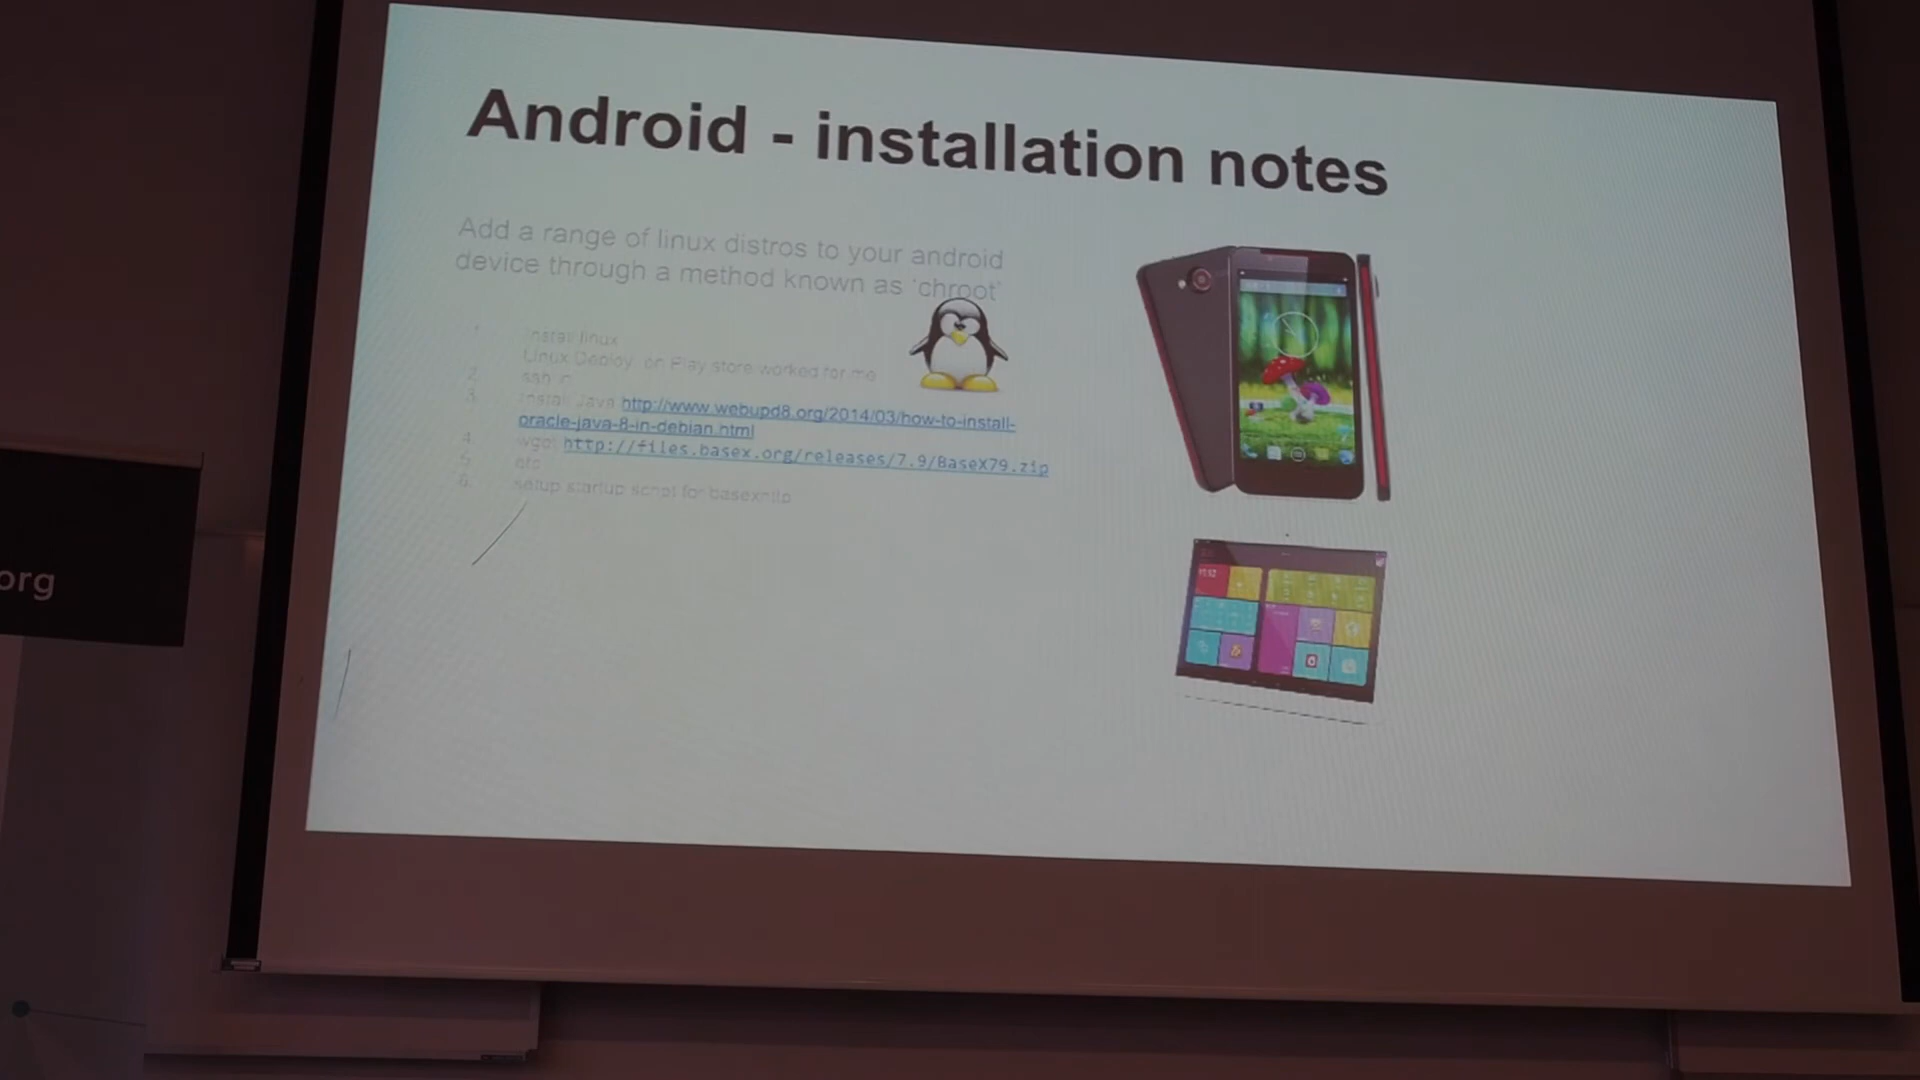 Android - installation notes
Add a range of linux distros to your android
device through a method known as 'chroot'
1. Install linux
Linux Deploy on Play store worked for me
2. ssh in
3. Install Java http://www.webupd8.org/2014/03/how-to-install-
oracle-java-8-in-debian.html
4. wget http://files.basex.org/releases/7.9/BaseX79.zip
5.
6. setup startup script for basexhttp
org